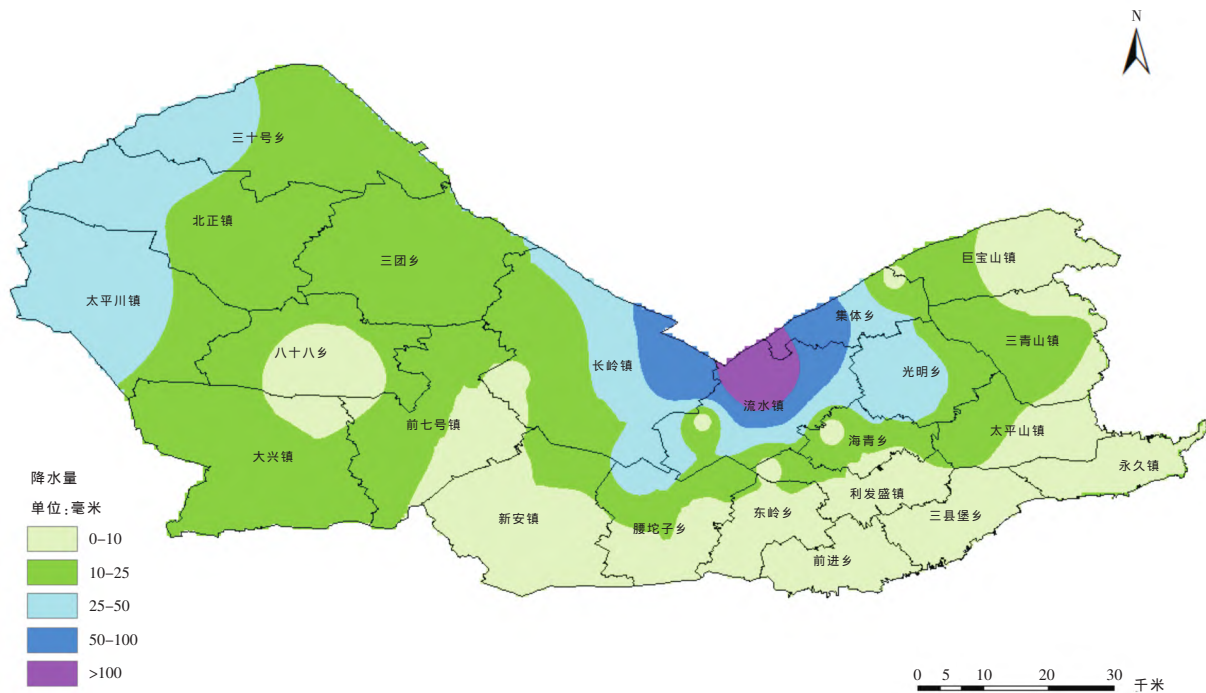 N
三十号乡
北正镇
三团乡
巨宝山镇
太平川镇
集体乡
三青山镇
八十八乡
长岭镇
光明乡
流水镇
前七号镇
海青乡
太平山镇
大兴镇
永久镇
降水量
利发盛镇
单位:毫米
新安镇
东岭乡
三县堡乡
腰坨子乡
前进乡
0–10
10–25
25–50
50–100
>100
0 5 10 20 30 千米